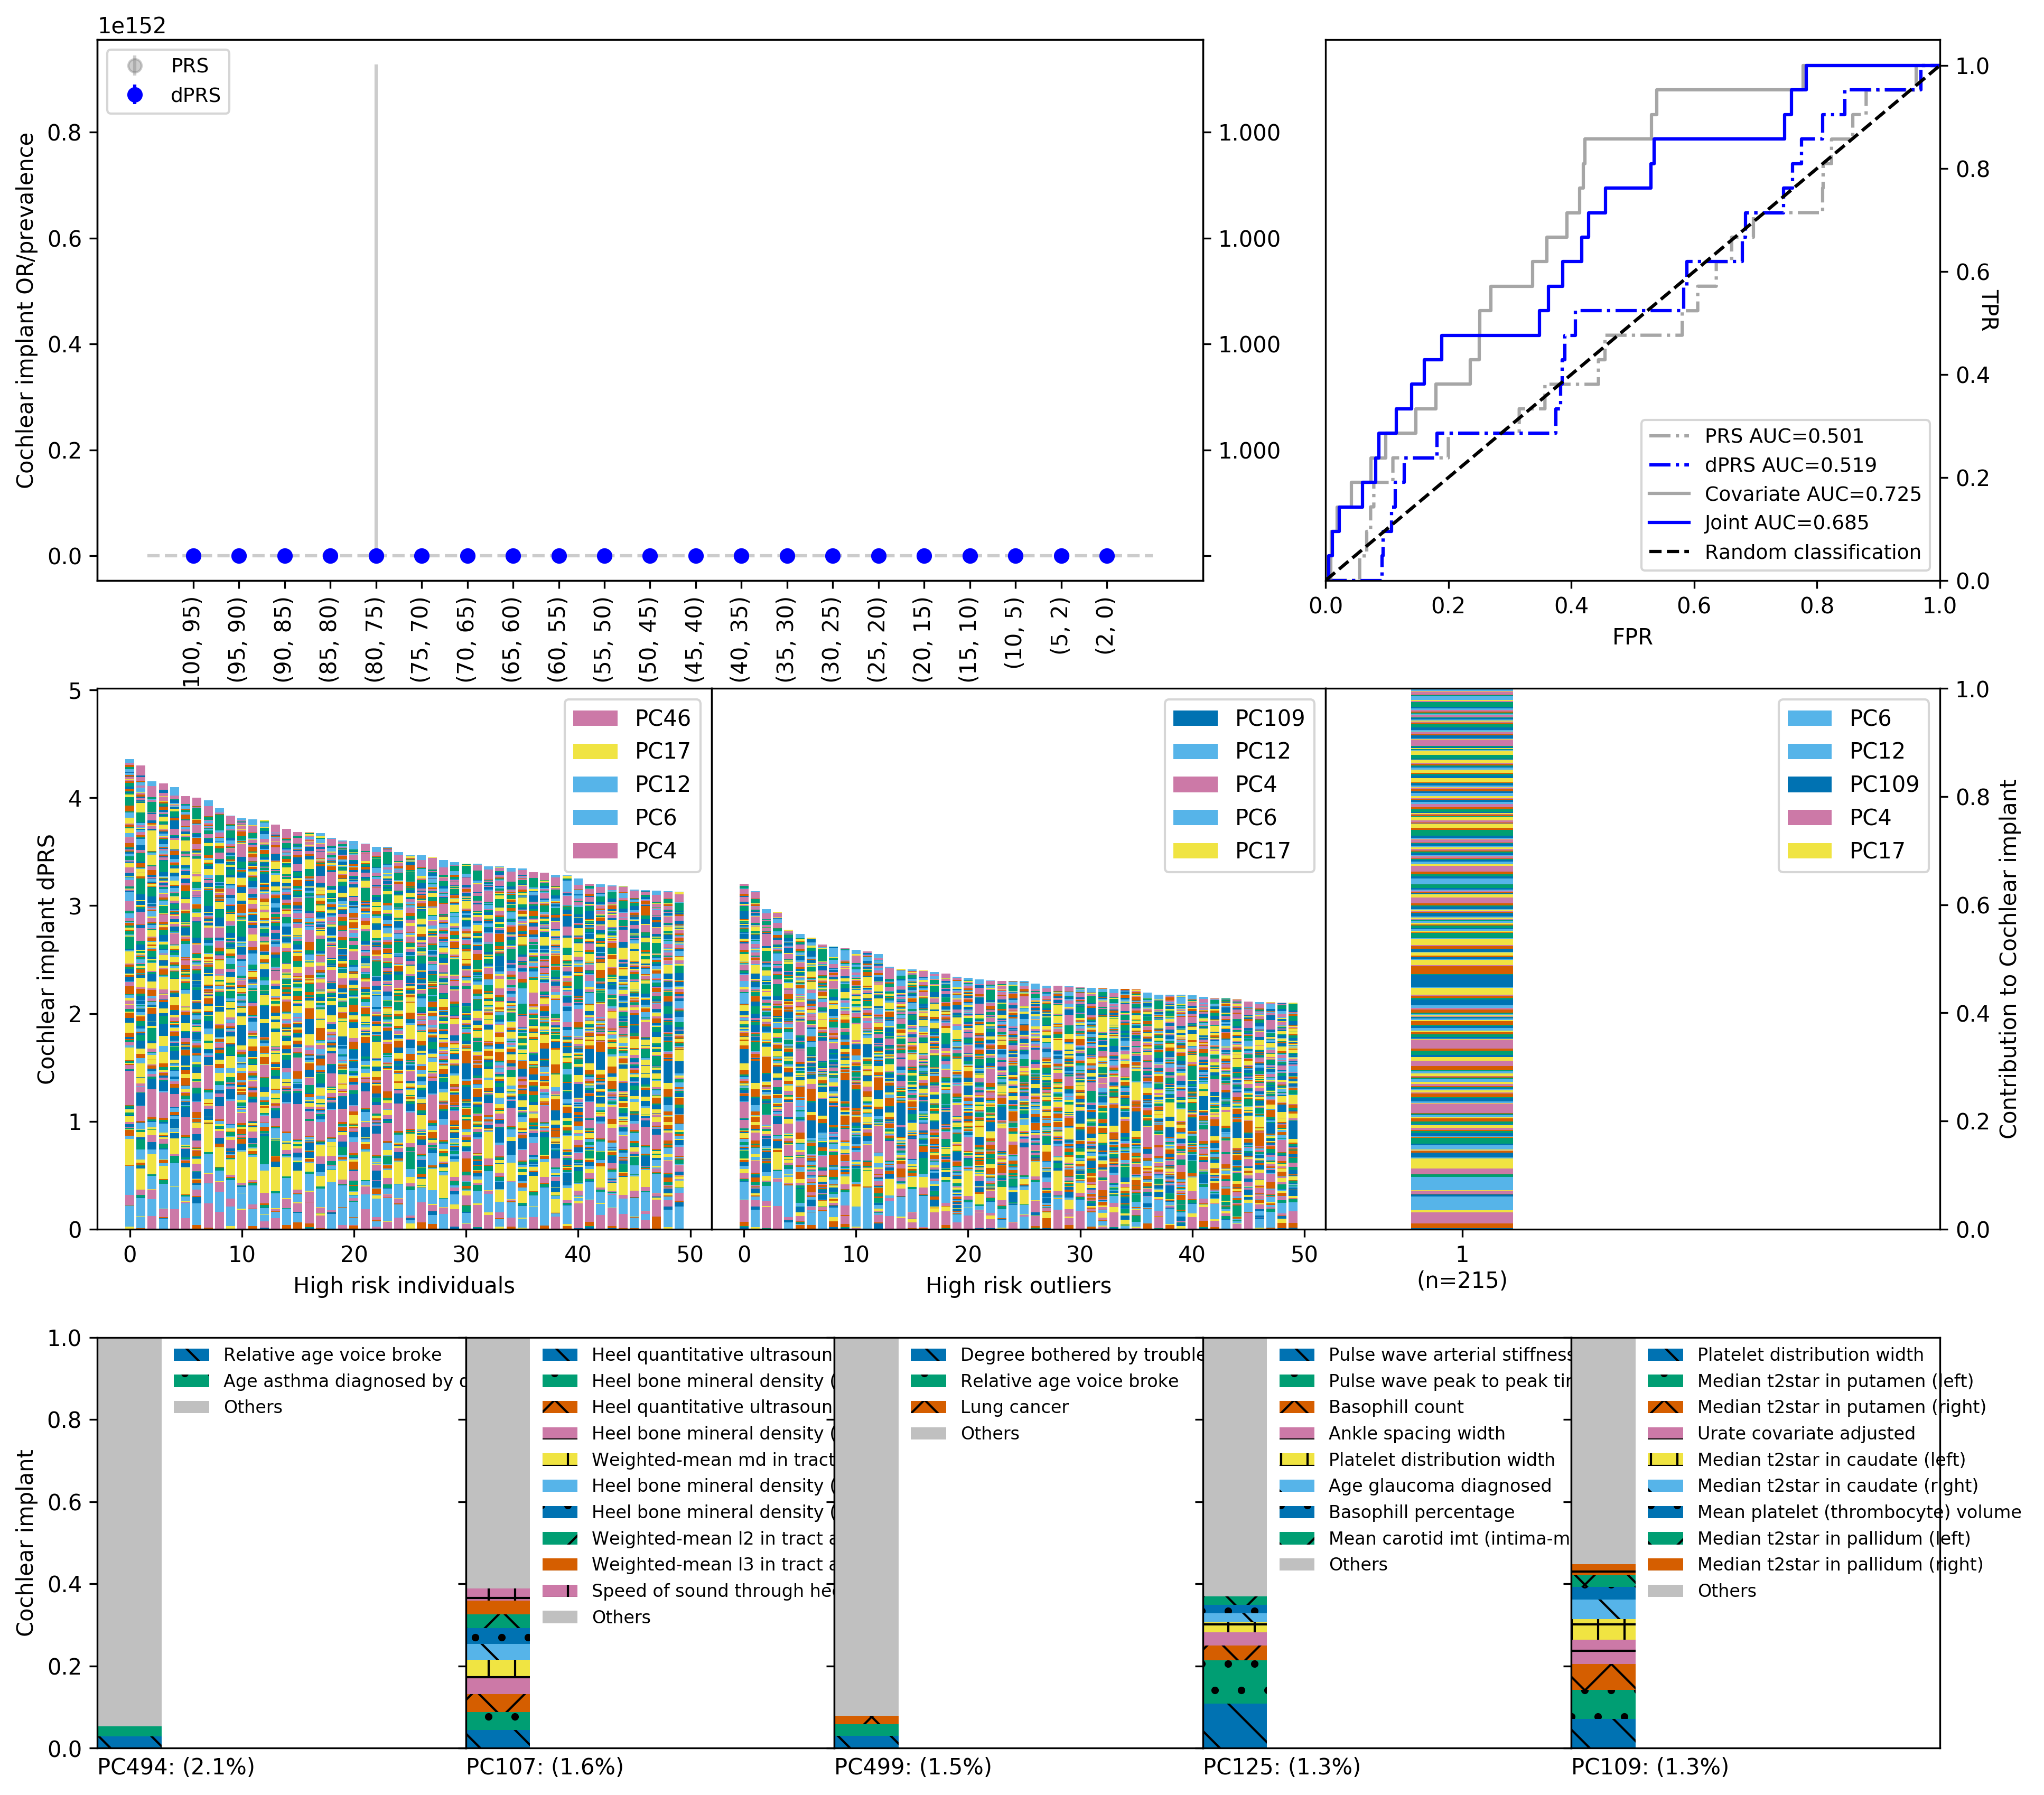 1e152
PRS
dPRS
Cochlear implant OR/prevalence
0.8
0.6
0.4
0.2
0.0
1.000
1.000
1.000
1.000
100, 95)
(95, 90)
(90, 85)
(85, 80)
(80, 75)
(75, 70)
(70, 65)
(65, 60)
(60, 55)
(55, 50)
(50, 45)
(45, 40)
(40, 35)
(35, 30)
(30, 25)
(25, 20)
(20, 15)
(15, 10)
(10, 5)
(5, 2)
(2, 0)
PRS AUC=0.501
dPRS AUC=0.519
Covariate AUC=0.725
Joint AUC=0.685
Random classification
1.0
0.8
0.6
0.4
0.2
0.0
TPR
0.0 0.2 0.4 0.6 0.8 1.0
FPR
Cochlear implant dPRS
5
4
3
2
1
0
PC46
PC17
PC12
PC6
PC4
0 10 20 30 40 50
High risk individuals
PC109
PC12
PC4
PC6
PC17
0 10 20 30 40 50
High risk outliers
PC6
PC12
PC109
PC4
PC17
1
(n=215)
1.0
0.8
0.6
0.4
0.2
0.0
Contribution to Cochlear implant
Cochlear implant
1.0
0.8
0.6
0.4
0.2
0.0
Relative age voice broke
Age asthma diagnosed by
Others
PC494: (2.1%)
Heel quantitative ultrasoun
Heel bone mineral density (
Heel quantitative ultrasoun
Heel bone mineral density (
Weighted-mean md in tract
Heel bone mineral density (
Heel bone mineral density (
Weighted-mean l2 in tract a
Weighted-mean l3 in tract a
Speed of sound through he
Others
PC107: (1.6%)
Degree bothered by trouble
Relative age voice broke
Lung cancer
Others
PC499: (1.5%)
Pulse wave arterial stiffness
Pulse wave peak to peak ti
Basophill count
Ankle spacing width
Platelet distribution width
Age glaucoma diagnosed
Basophill percentage
Mean carotid imt (intima-m
Others
PC125: (1.3%)
Platelet distribution width
Median t2star in putamen (left)
Median t2star in putamen (right)
Urate covariate adjusted
Median t2star in caudate (left)
Median t2star in caudate (right)
Mean platelet (thrombocyte) volume
Median t2star in pallidum (left)
Median t2star in pallidum (right)
Others
PC109: (1.3%)